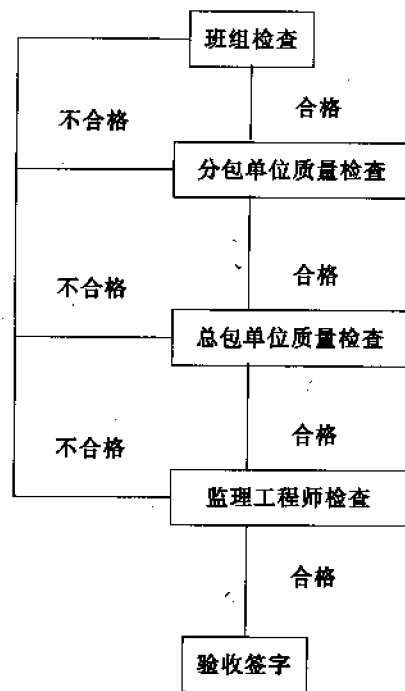 班组检查
不合格
合格
分包单位质量检查
不合格
合格
总包单位质量检查
不合格
合格
监理工程师检查
合格
验收签字